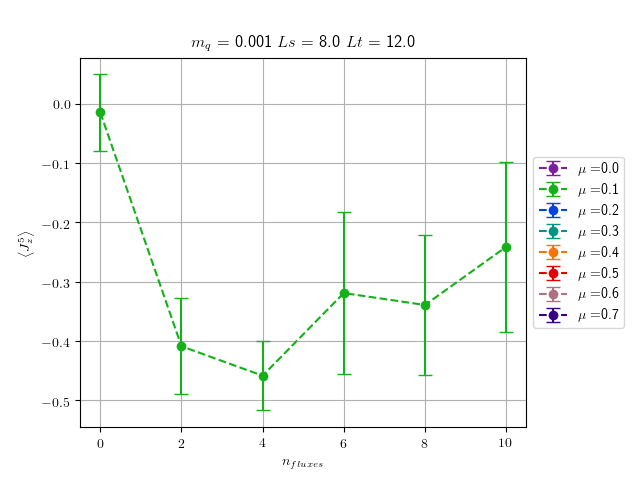 m_q = 0.001 Ls = 8.0 Lt = 12.0
0.0
−0.1
−0.2
−0.3
−0.4
−0.5
⟨J_z^5⟩
0 2 4 6 8 10
n_{fluxes}
μ =0.0
μ =0.1
μ =0.2
μ =0.3
μ =0.4
μ =0.5
μ =0.6
μ =0.7